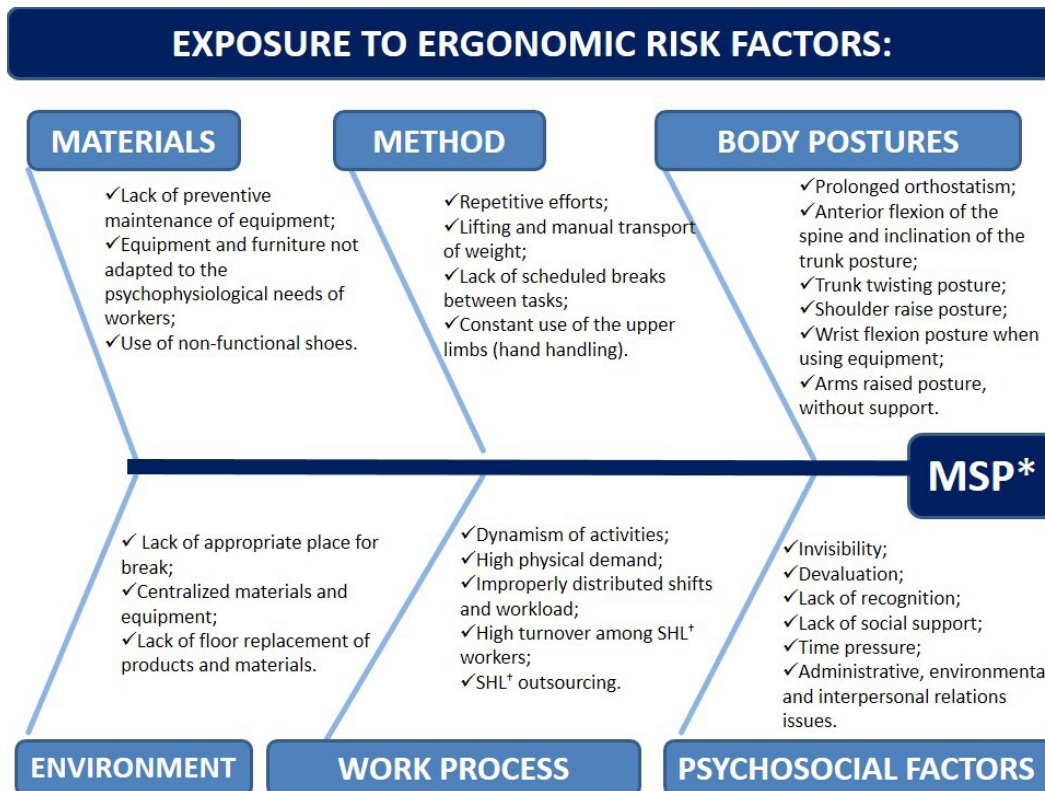 EXPOSURE TO ERGONOMIC RISK FACTORS:
MATERIALS
✓Lack of preventive
maintenance of equipment;
✓Equipment and furniture not
adapted to the
psychophysiological needs of
workers;
✓Use of non-functional shoes.
METHOD
✓Repetitive efforts;
✓Lifting and manual transport
of weight;
✓Lack of scheduled breaks
between tasks;
✓Constant use of the upper
limbs (hand handling).
BODY POSTURES
✓Prolonged orthostatism;
✓Anterior flexion of the
spine and inclination of the
trunk posture;
✓Trunk twisting posture;
✓Shoulder raise posture;
✓Wrist flexion posture when
using equipment;
✓Arms raised posture,
without support.
MSP*
✓ Lack of appropriate place for
break;
✓Centralized materials and
equipment;
✓Lack of floor replacement of
products and materials.
ENVIRONMENT
✓Dynamism of activities;
✓High physical demand;
✓Improperly distributed shifts
and workload;
✓High turnover among SHL†
workers;
✓SHL† outsourcing.
WORK PROCESS
✓Invisibility;
✓Devaluation;
✓Lack of recognition;
✓Lack of social support;
✓Time pressure;
✓Administrative, environmenta
and interpersonal relations
issues.
PSYCHOSOCIAL FACTORS